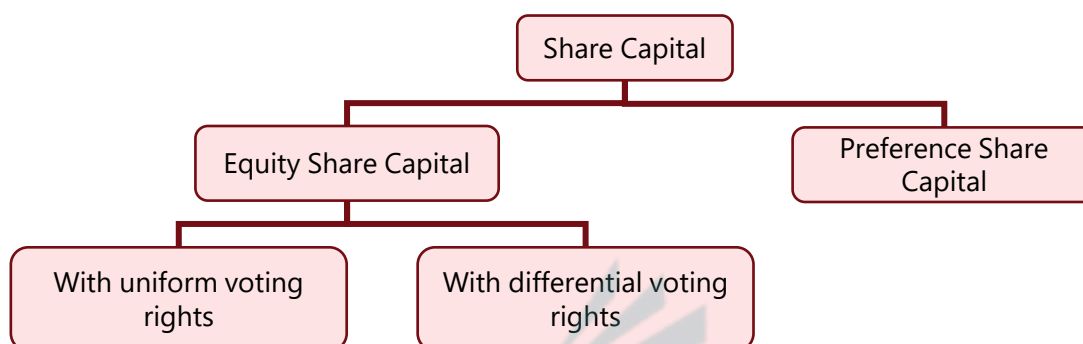 Share Capital
Equity Share Capital
Preference Share
Capital
With uniform voting
rights
With differential voting
rights